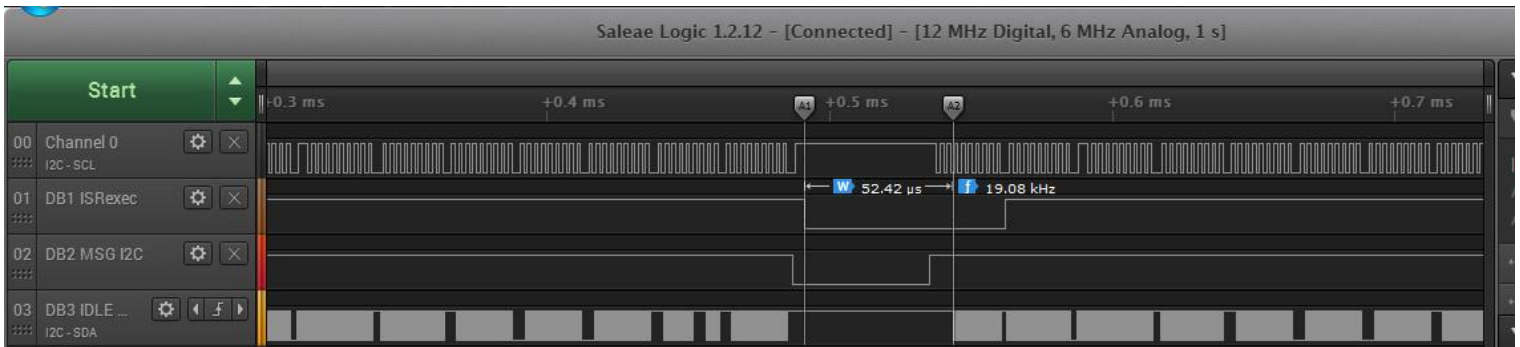 Saleae Logic 1.2.12 - [Connected] - [12 MHz Digital, 6 MHz Analog, 1 s]
Start
+0.3 ms +0.4 ms A1 +0.5 ms A2 +0.6 ms +0.7 ms
00 Channel 0
I2C - SCL
W 52.42 µs f 19.08 kHz
01 DB1 ISRexec
02 DB2 MSG I2C
03 DB3 IDLE ...
I2C - SDA